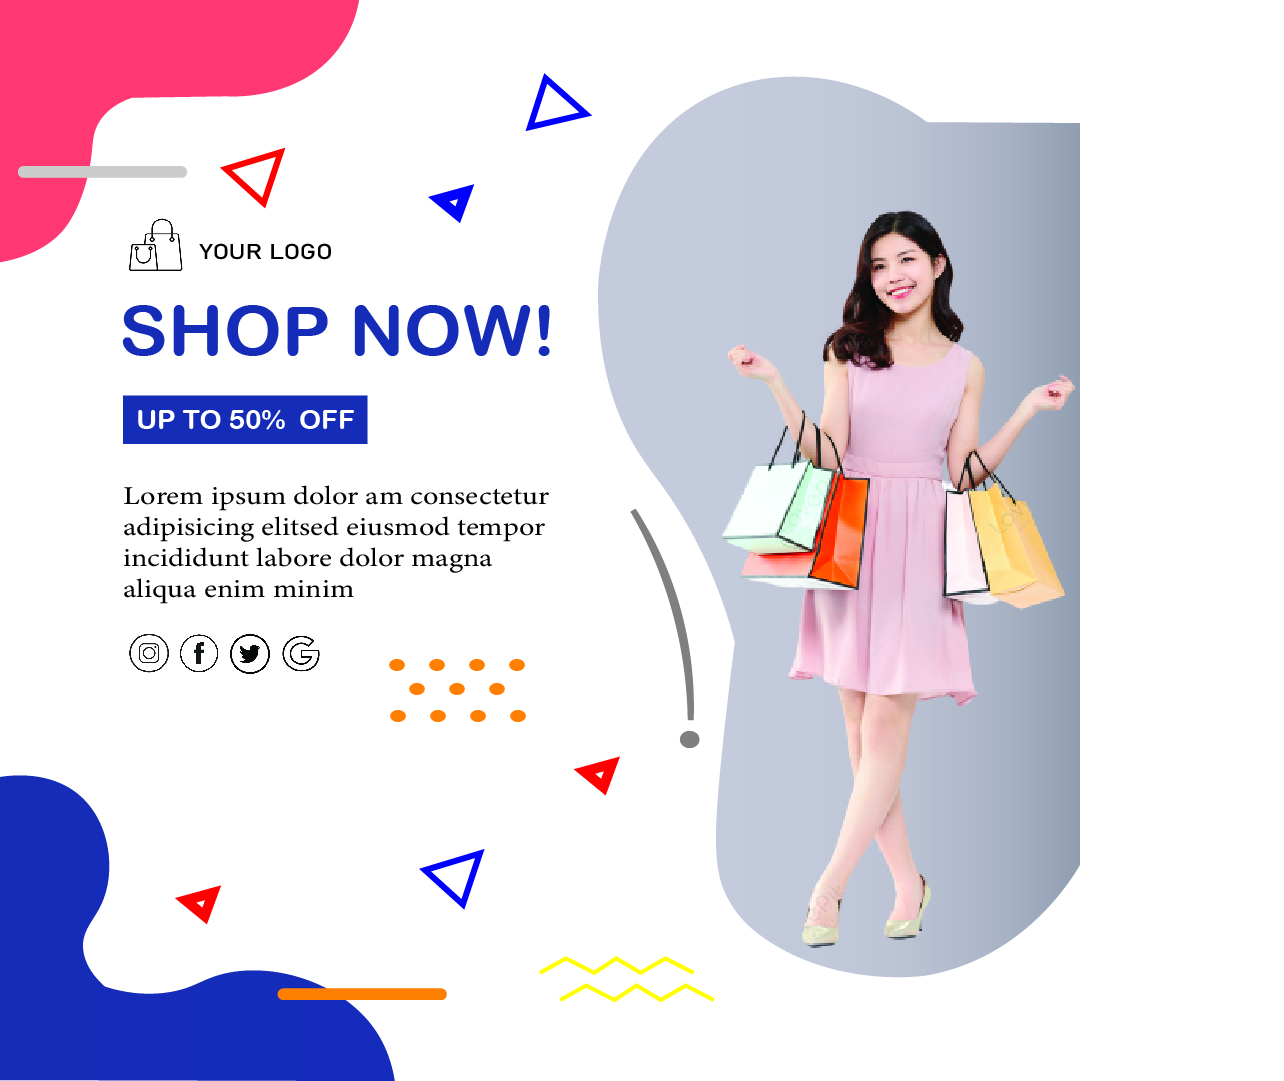 YOUR LOGO
SHOP NOW!
UP TO 50% OFF
Lorem ipsum dolor am consectetur
adipisicing elitsed eiusmod tempor
incididunt labore dolor magna
aliqua enim minim